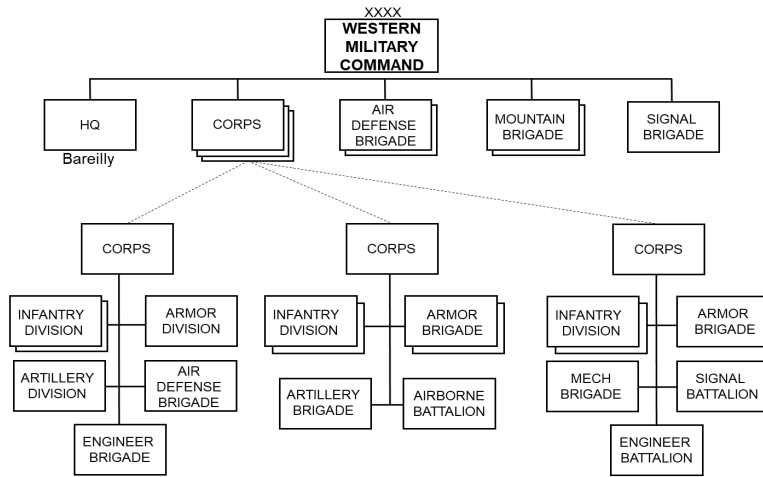 XXXX
WESTERN
MILITARY
COMMAND
HQ
Bareilly
CORPS
AIR
DEFENSE
BRIGADE
MOUNTAIN
BRIGADE
SIGNAL
BRIGADE
CORPS
INFANTRY
DIVISION
ARMOR
DIVISION
ARTILLERY
DIVISION
AIR
DEFENSE
BRIGADE
ENGINEER
BRIGADE
CORPS
INFANTRY
DIVISION
ARMOR
BRIGADE
ARTILLERY
BRIGADE
AIRBORNE
BATTALION
CORPS
INFANTRY
DIVISION
ARMOR
BRIGADE
MECH
BRIGADE
SIGNAL
BATTALION
ENGINEER
BATTALION